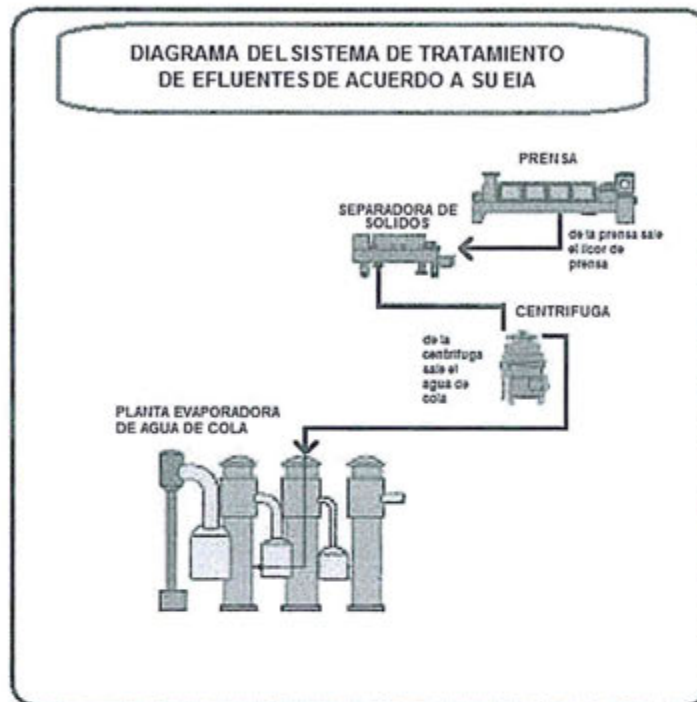 DIAGRAMA DEL SISTEMA DE TRATAMIENTO
DE EFLUENTES DE ACUERDO A SU EIA
PRENSA
SEPARADORA DE
SOLIDOS
de la prensa sale
el licor de
prensa
CENTRIFUGA
de la
centrifuga
sale el
agua de
cola
PLANTA EVAPORADORA
DE AGUA DE COLA